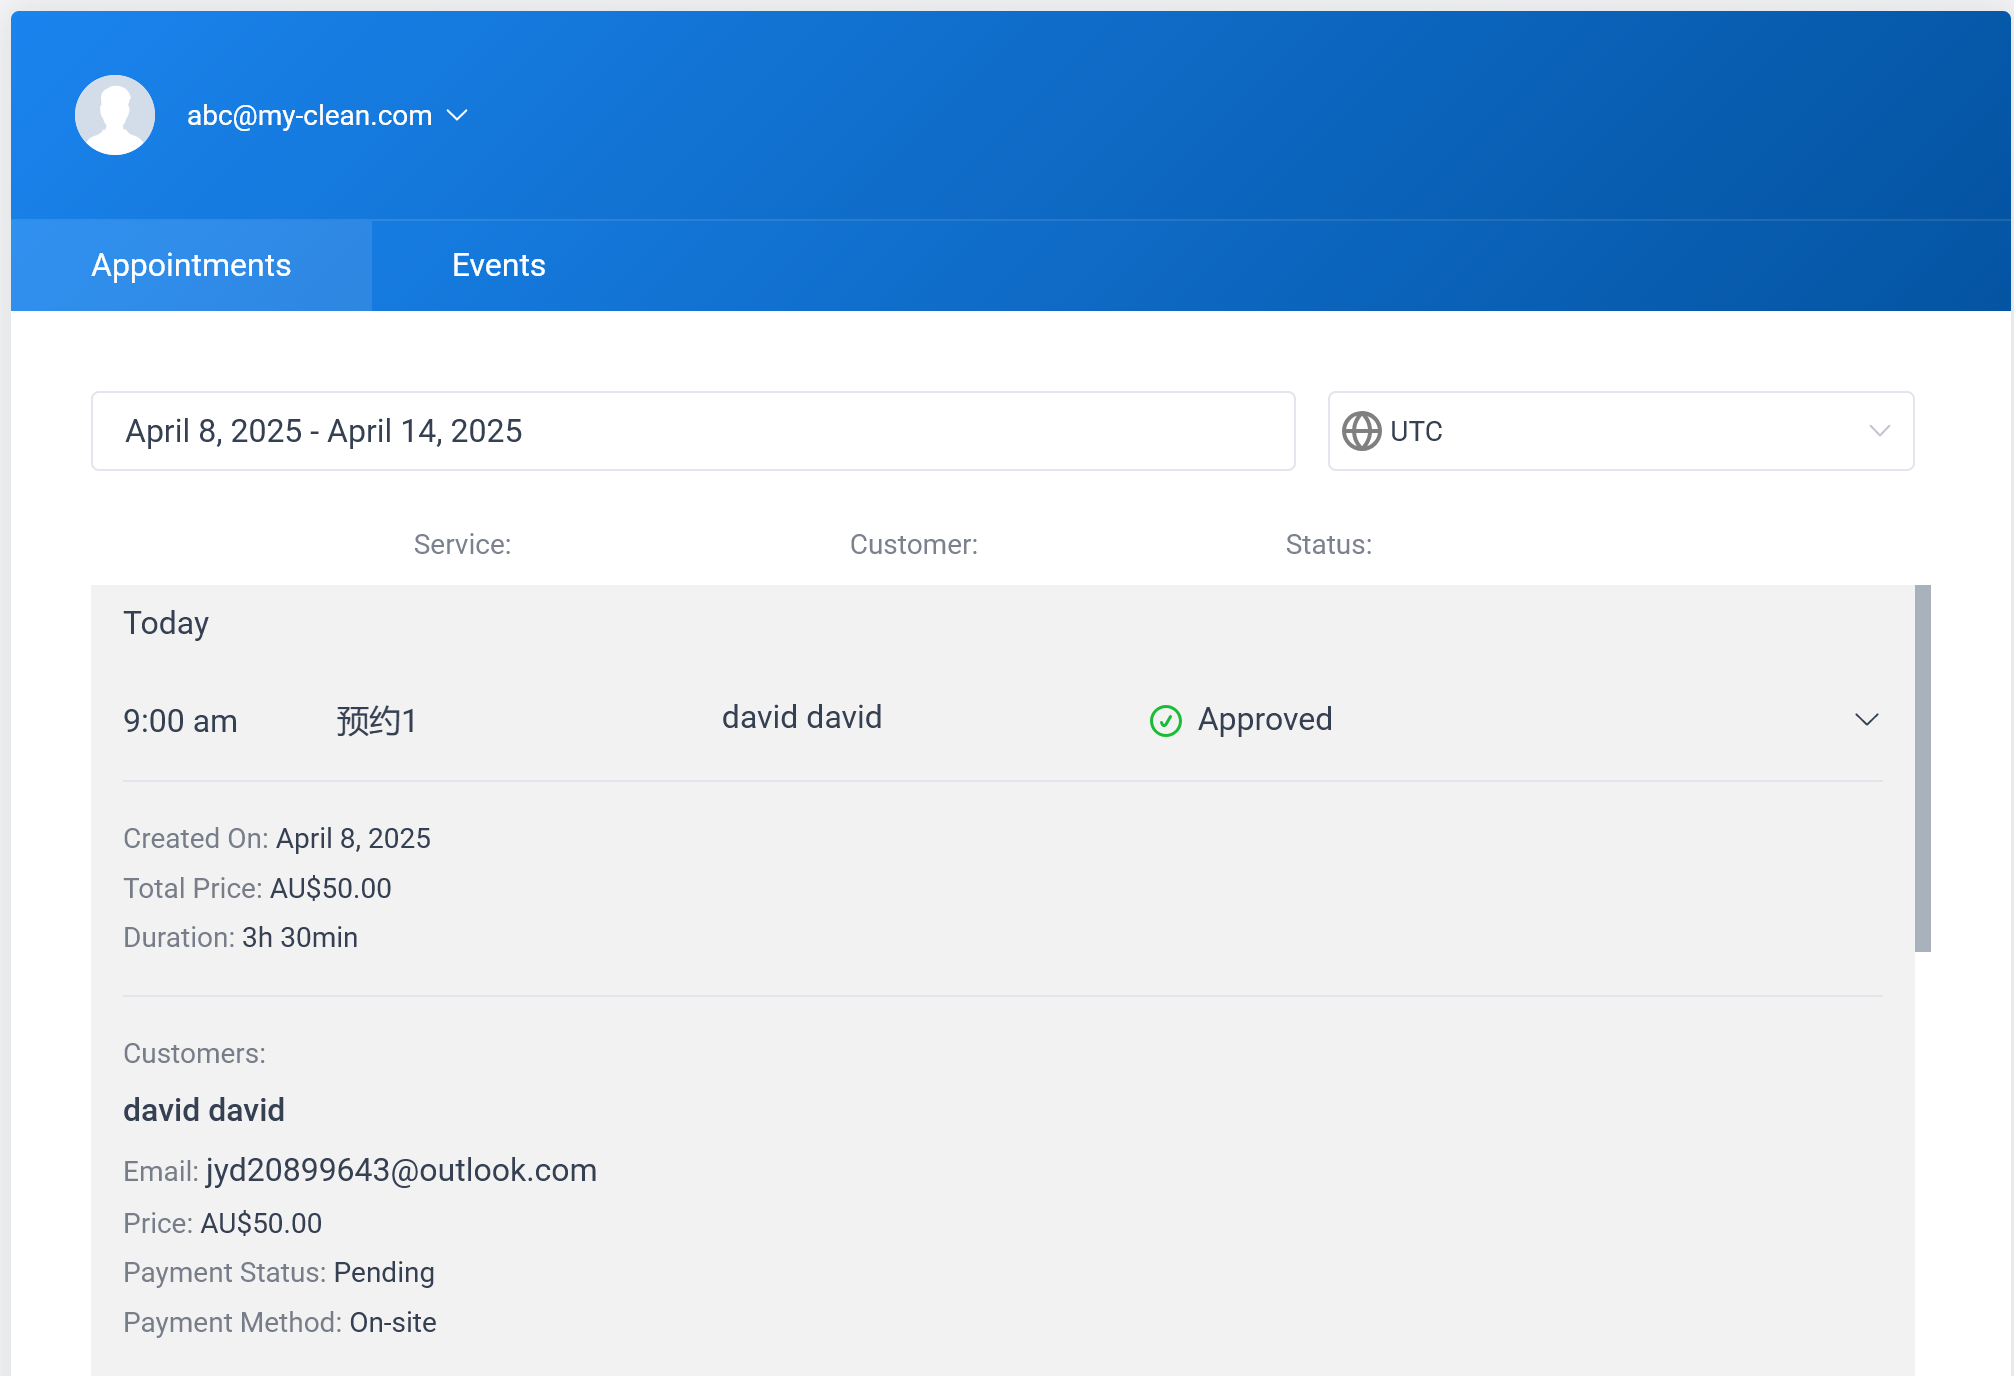 abc@my-clean.com
Appointments Events
April 8, 2025 - April 14, 2025 UTC
Service: Customer: Status:
Today
9:00 am 预约1 david david Approved
Created On: April 8, 2025
Total Price: AU$50.00
Duration: 3h 30min
Customers:
david david
Email: jyd20899643@outlook.com
Price: AU$50.00
Payment Status: Pending
Payment Method: On-site